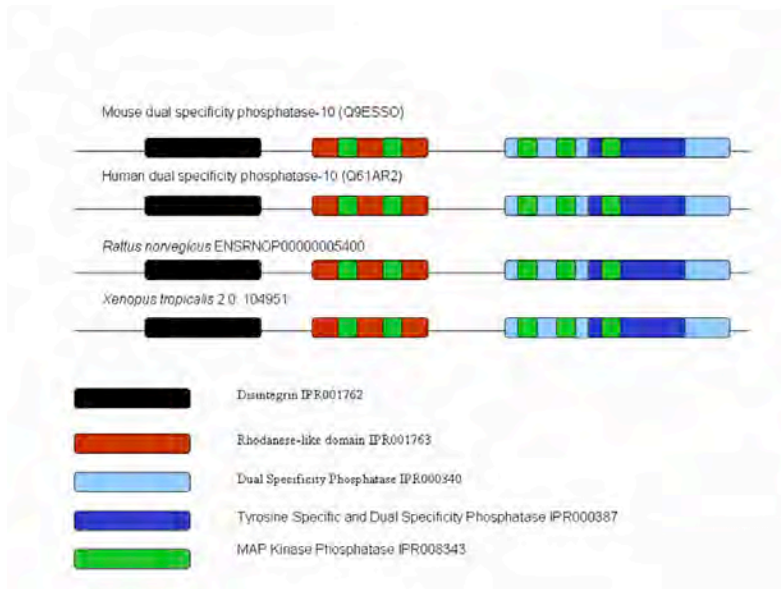 Mouse dual specificity phosphatase-10 (Q9ESSO)
Human dual specificity phosphatase-10 (Q61AR2)
Rattus norvegicus ENSRNOP00000005400
Xenopus tropicalis 2.0: 104951
Disintegrin IPR001762
Rhodanese-like domain IPR001763
Dual Specificity Phosphatase IPR000340
Tyrosine Specific and Dual Specificity Phosphatase IPR000387
MAP Kinase Phosphatase IPR008343